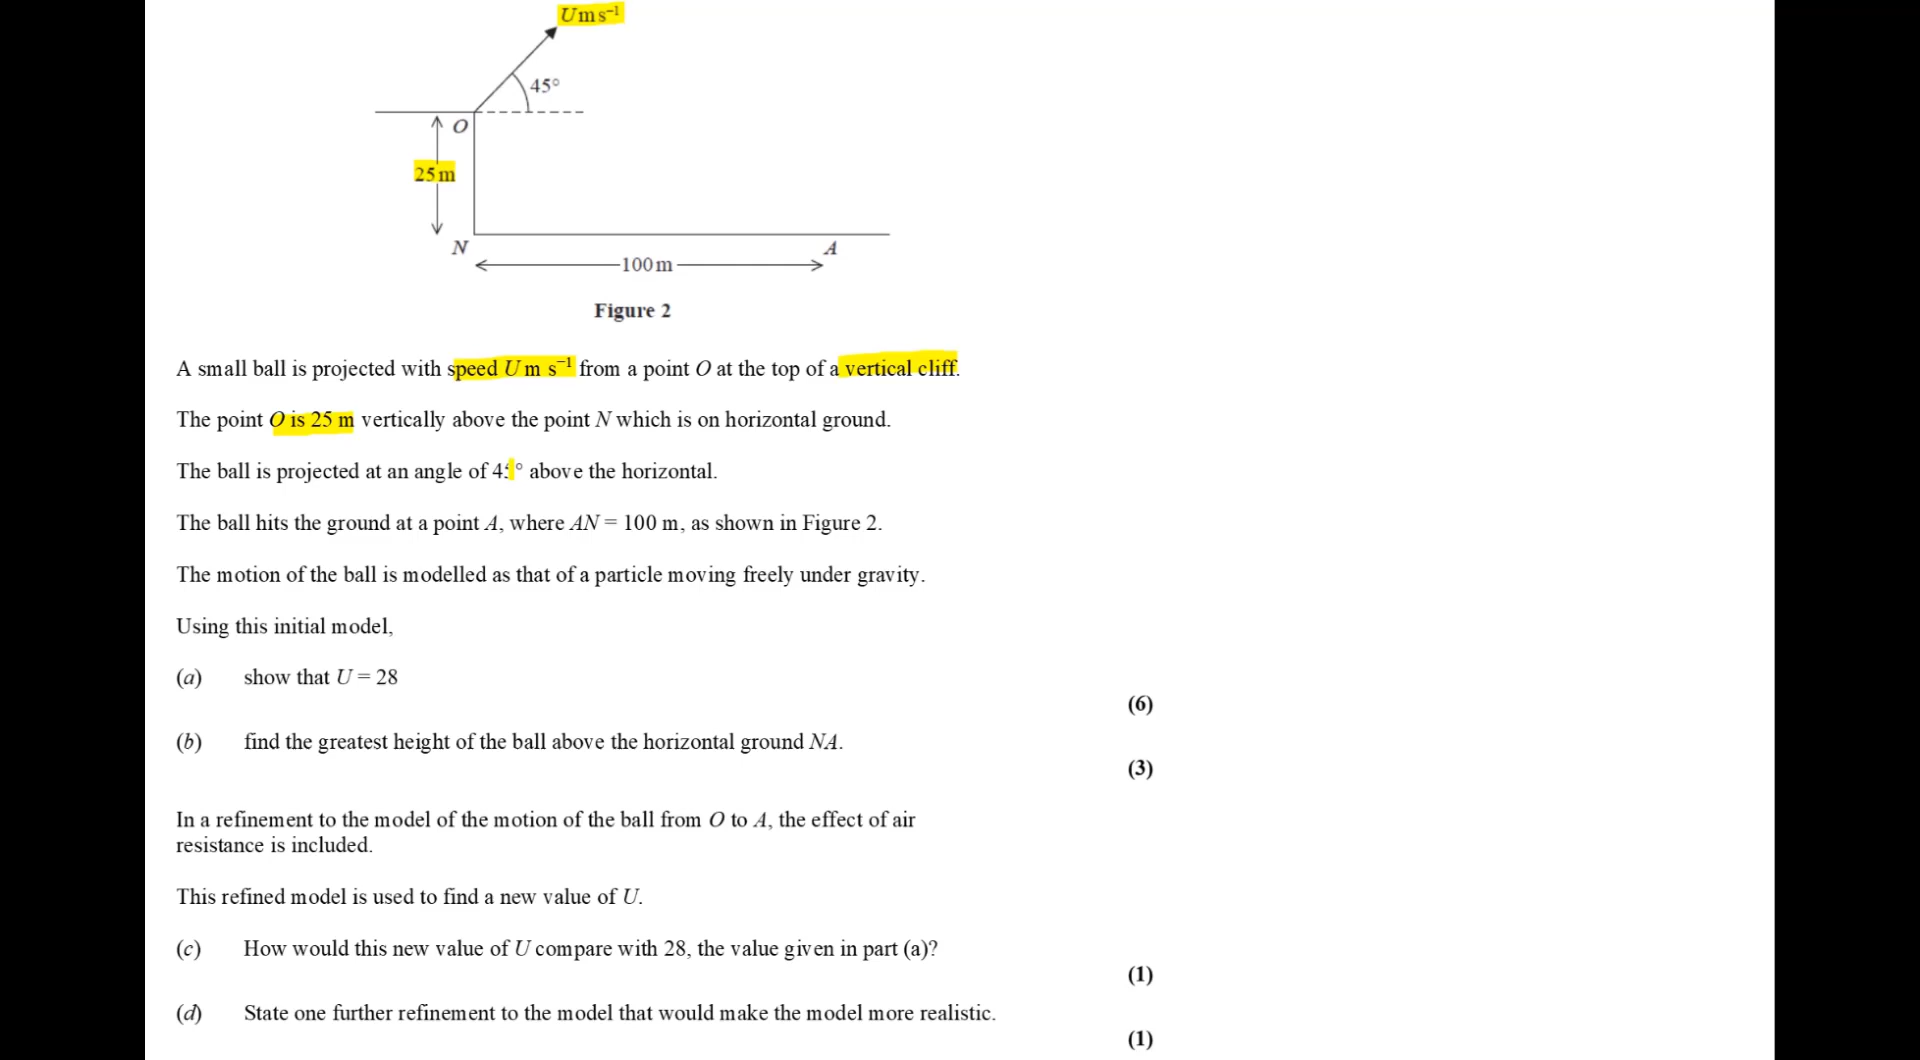 U m s⁻¹
45°
O
25 m
N
A
100 m
Figure 2
A small ball is projected with speed U m s⁻¹ from a point O at the top of a vertical cliff.
The point O is 25 m vertically above the point N which is on horizontal ground.
The ball is projected at an angle of 45° above the horizontal.
The ball hits the ground at a point A, where AN = 100 m, as shown in Figure 2.
The motion of the ball is modelled as that of a particle moving freely under gravity.
Using this initial model,
(a) show that U = 28
(6)
(b) find the greatest height of the ball above the horizontal ground NA.
(3)
In a refinement to the model of the motion of the ball from O to A, the effect of air
resistance is included.
This refined model is used to find a new value of U.
(c) How would this new value of U compare with 28, the value given in part (a)?
(1)
(d) State one further refinement to the model that would make the model more realistic.
(1)